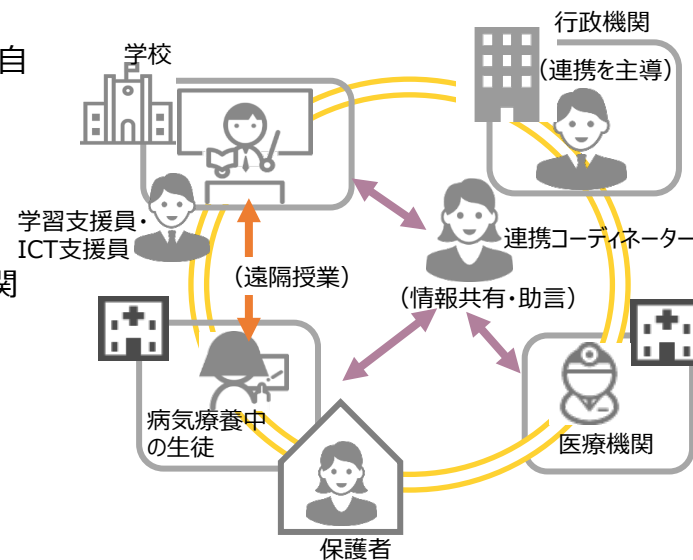 自
学校
行政機関
（連携を主導）
学習支援員・
ICT支援員
連携コーディネーター
関
（遠隔授業）
（情報共有・助言）
病気療養中
の生徒
医療機関
保護者